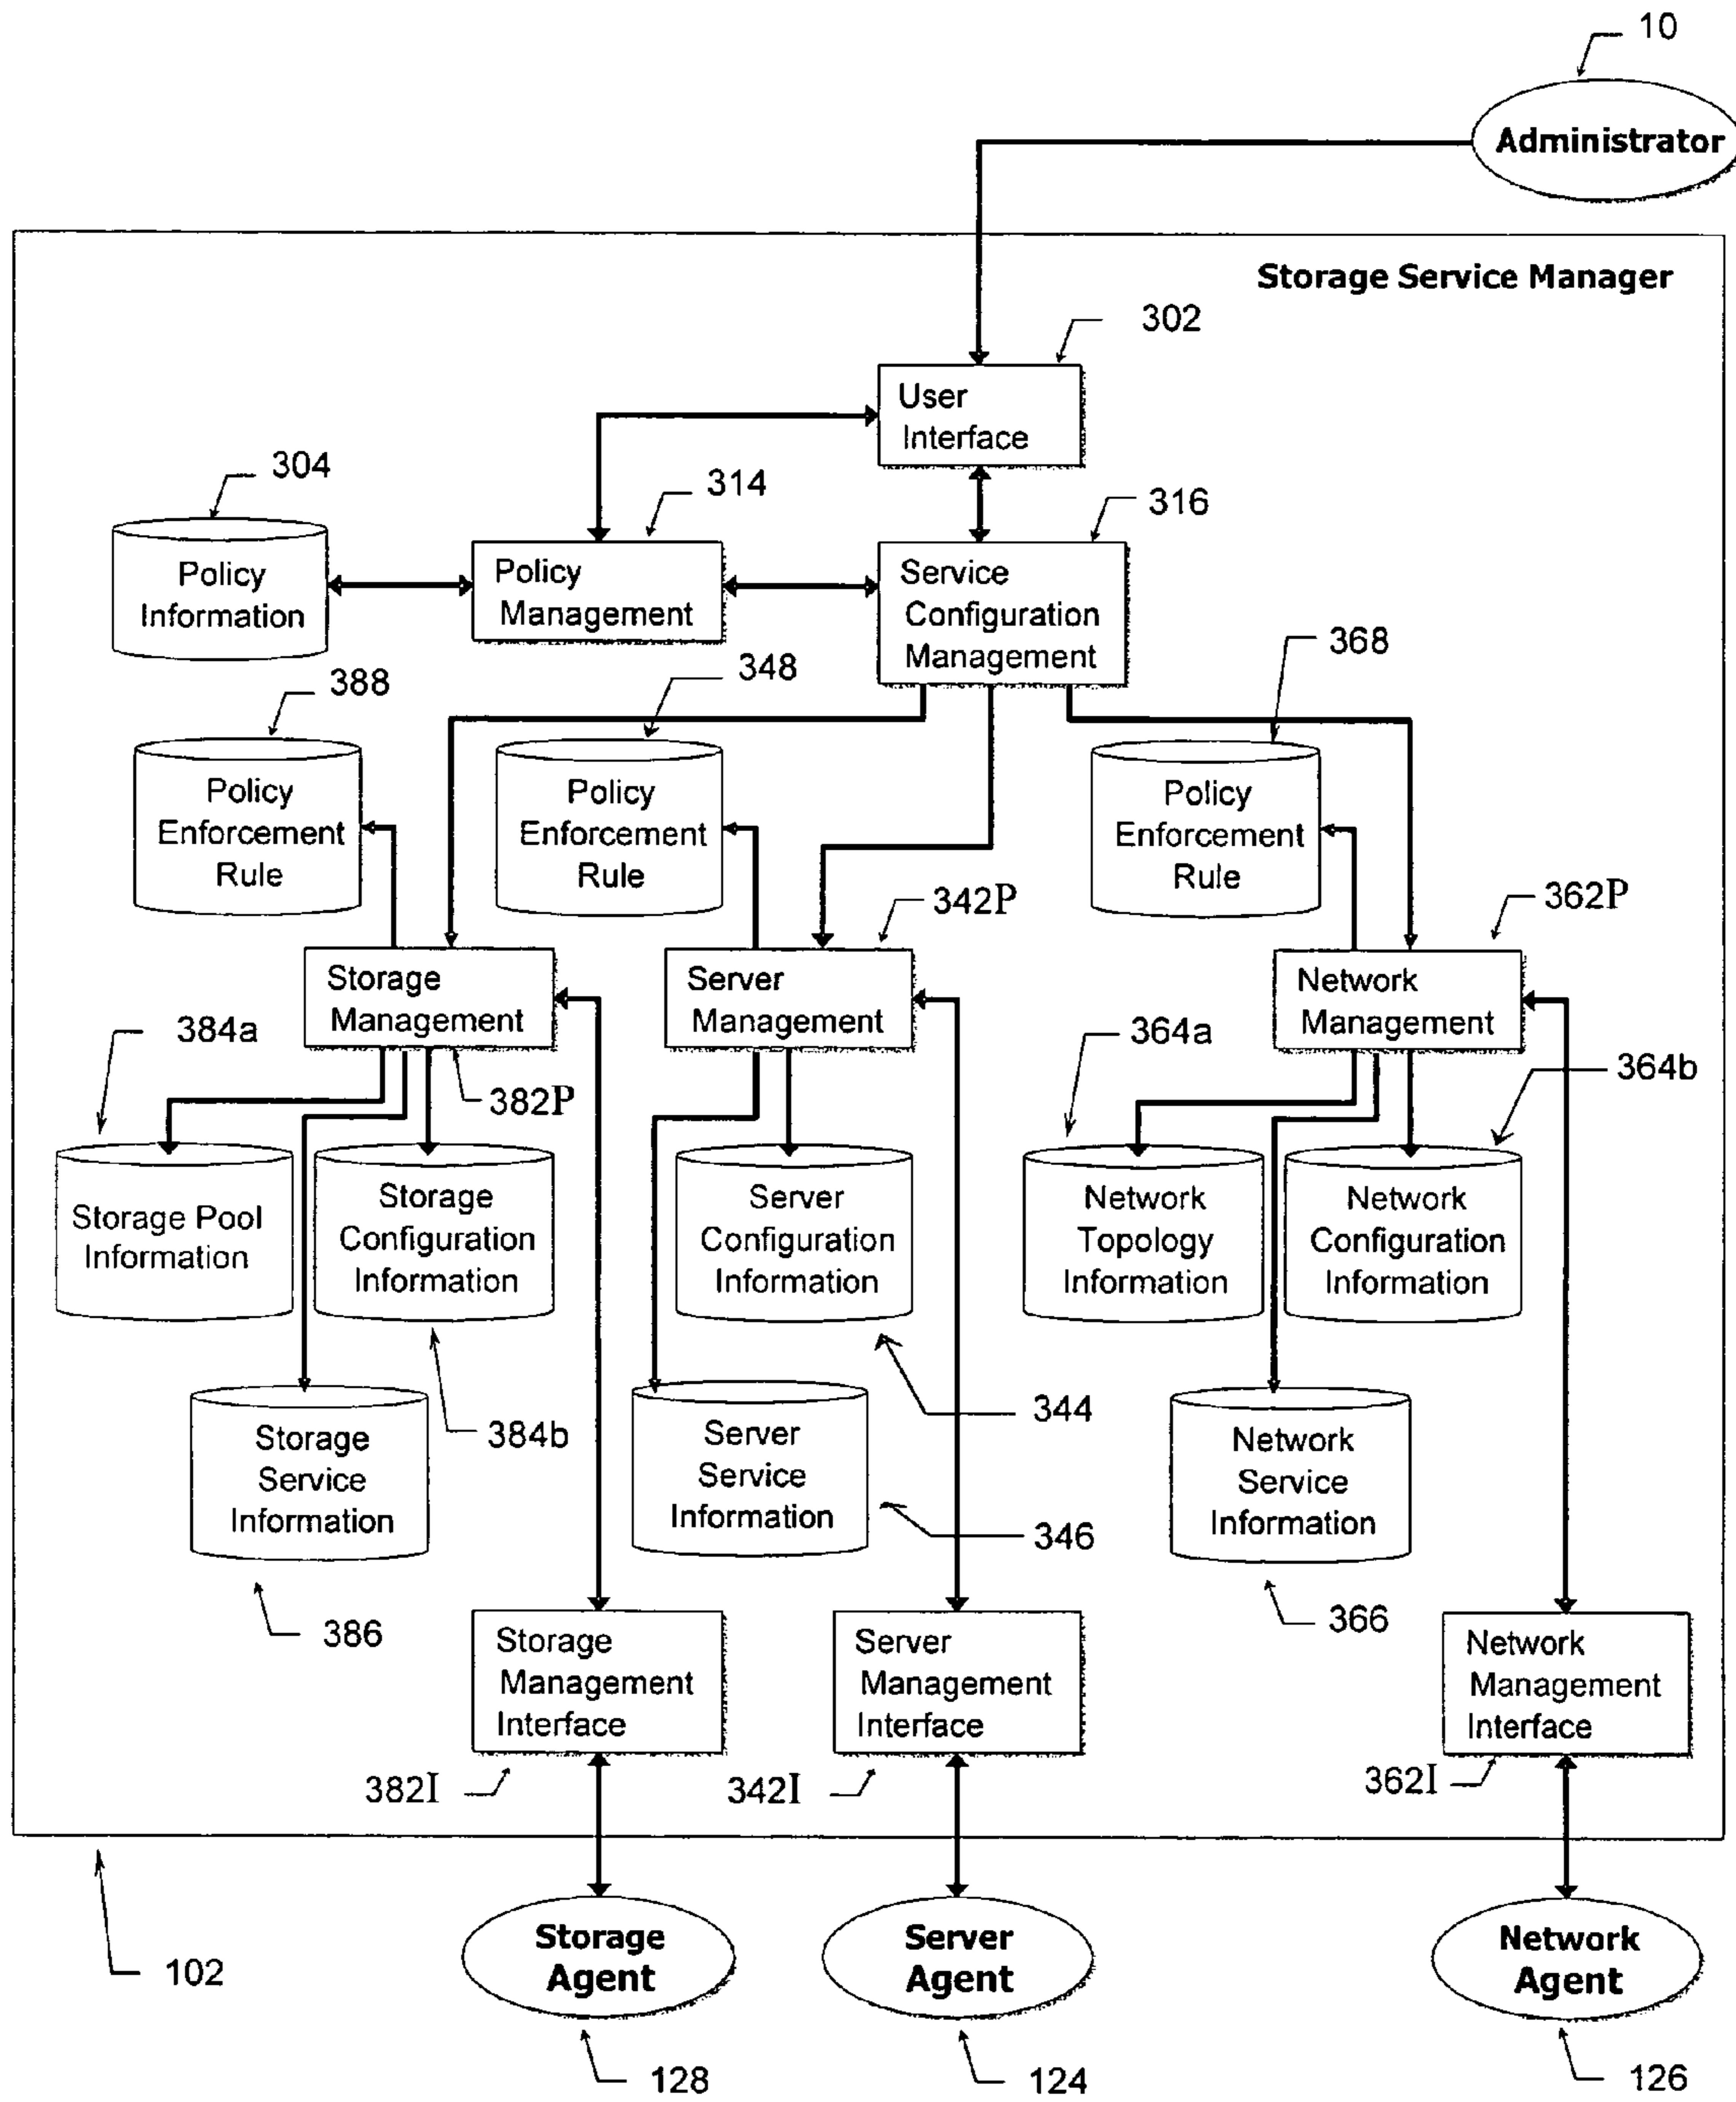 10
Administrator
Storage Service Manager
302
User
Interface
304
314
316
Policy
Information
Policy
Management
Service
Configuration
Management
388
348
368
Policy
Enforcement
Rule
Policy
Enforcement
Rule
Policy
Enforcement
Rule
342P
362P
Storage
Management
Server
Management
Network
Management
384a
382P
364a
364b
Storage Pool
Information
Storage
Configuration
Information
Server
Configuration
Information
Network
Topology
Information
Network
Configuration
Information
384b
344
Storage
Service
Information
Server
Service
Information
Network
Service
Information
386
346
366
Storage
Management
Interface
Server
Management
Interface
Network
Management
Interface
382I
342I
362I
102
Storage
Agent
Server
Agent
Network
Agent
128
124
126